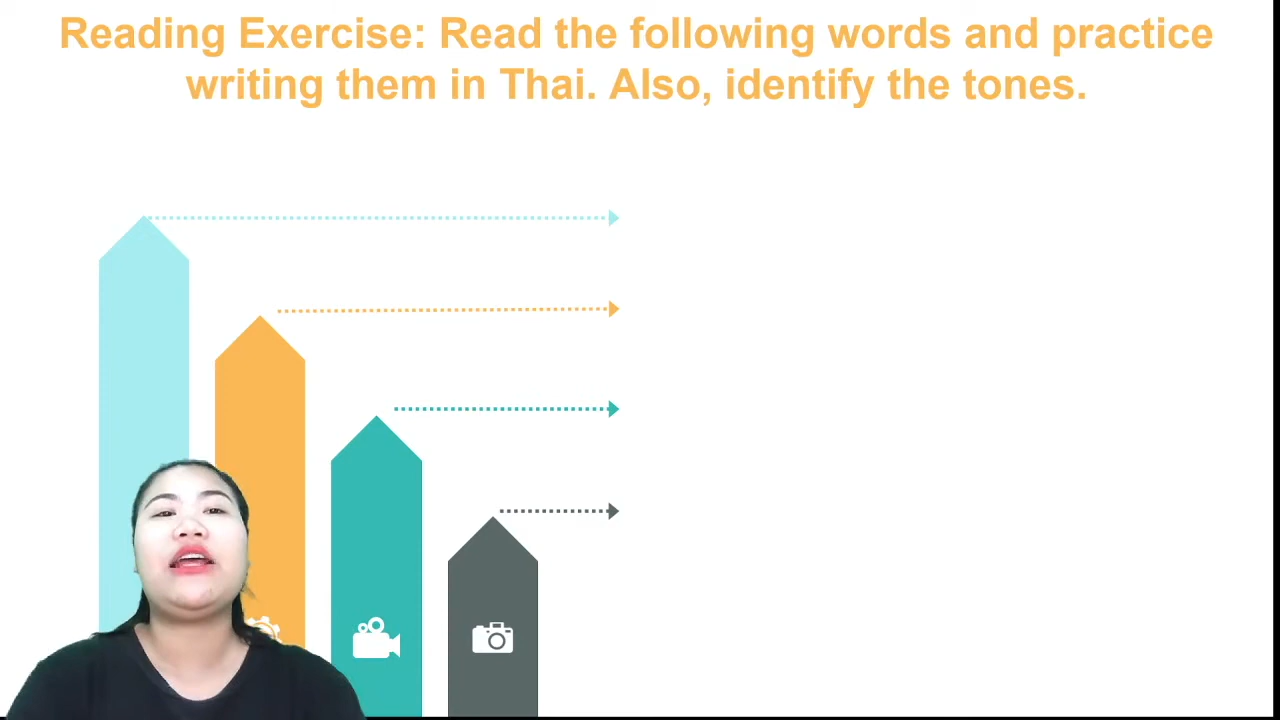 Reading Exercise: Read the following words and practice
writing them in Thai. Also, identify the tones.